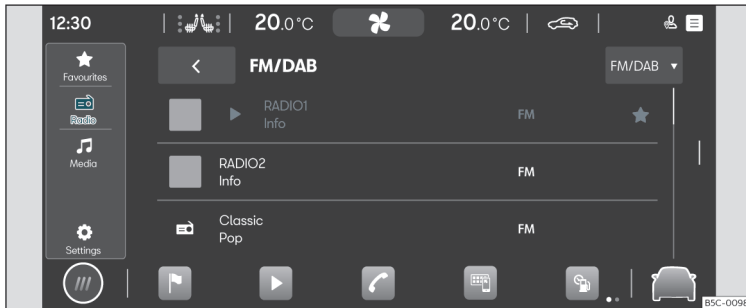 12:30
20.0°C
20.0°C
Favourites
Radio
Media
Settings
FM/DAB
FM/DAB
RADIO1
Info
FM
RADIO2
Info
FM
Classic
Pop
FM
B5C-0098